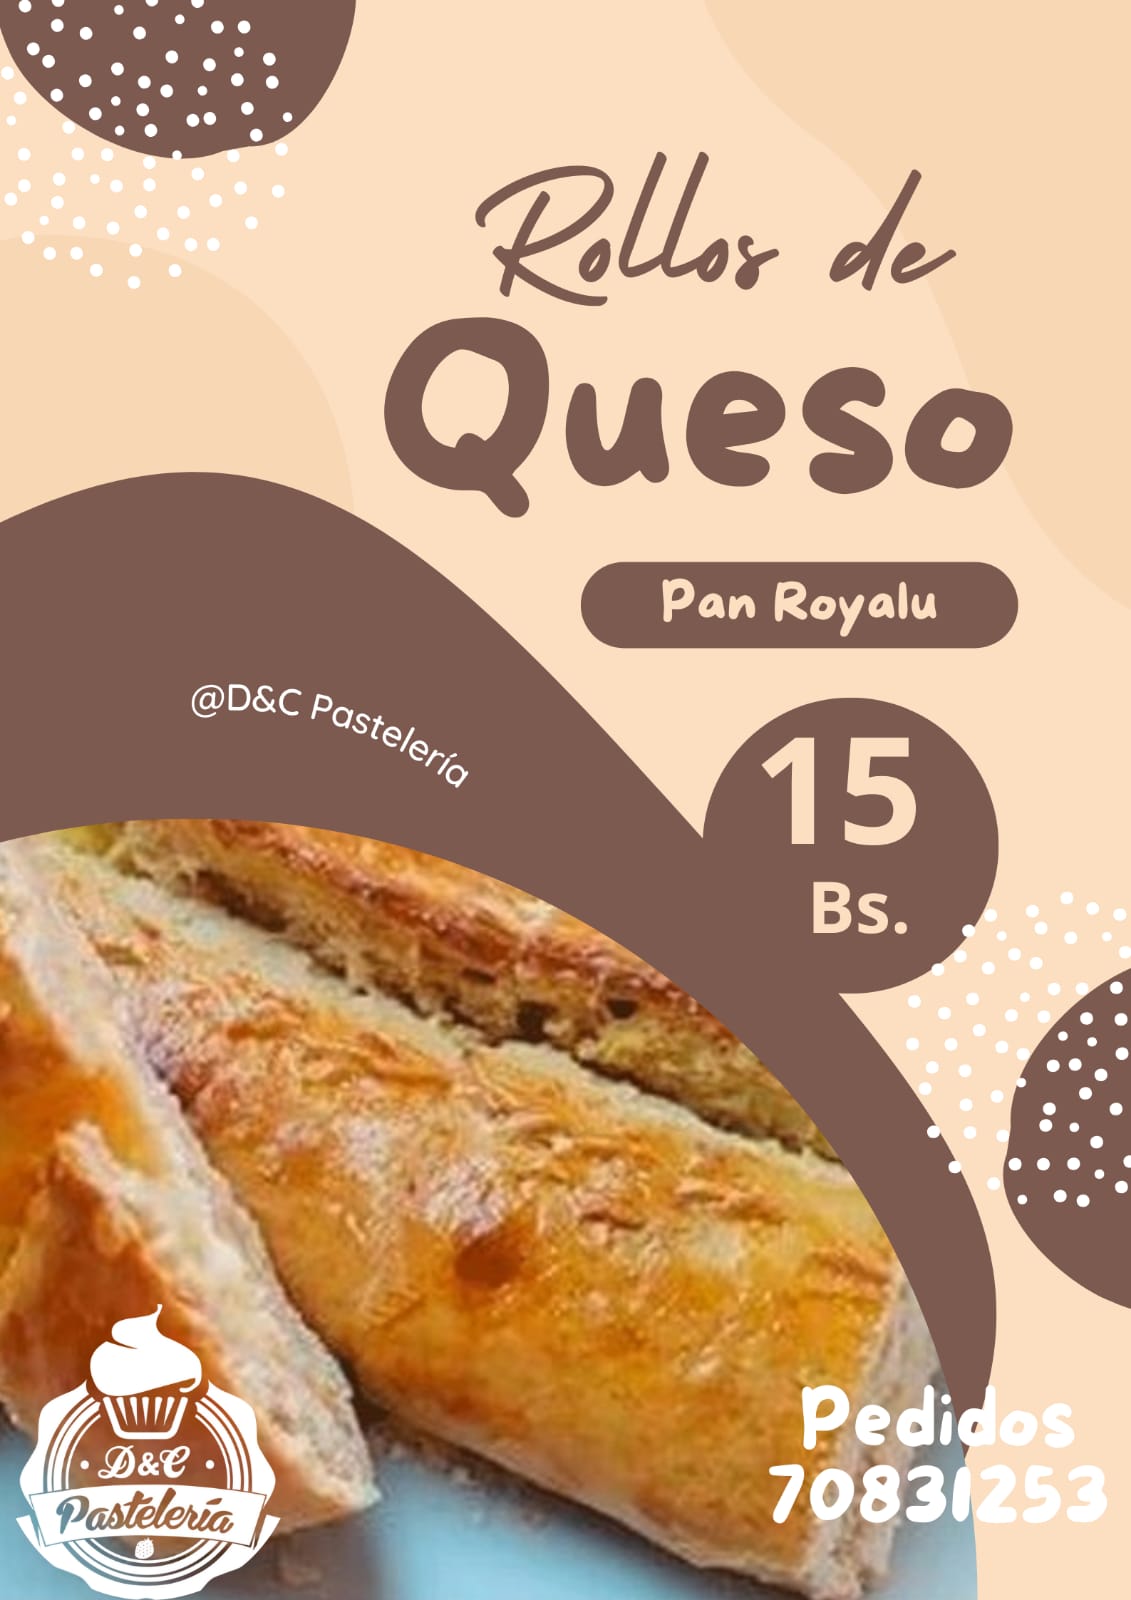 Rollos de
Queso
Pan Royalu
@D&C Pastelería
15
Bs.
Pedidos
70831253
D&C
Pastelería